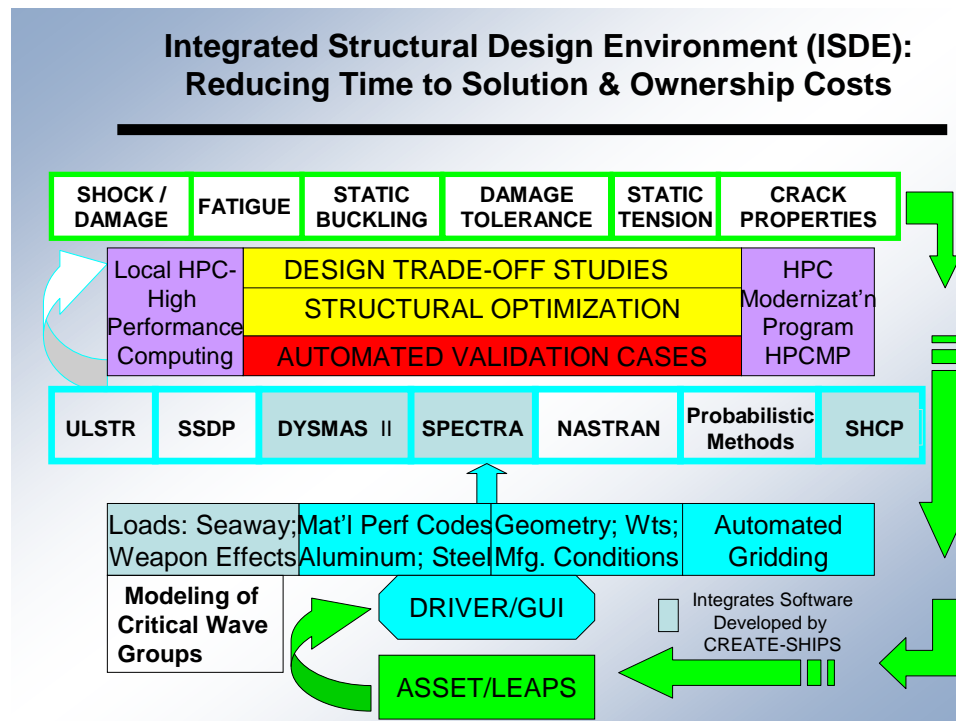 Integrated Structural Design Environment (ISDE):
Reducing Time to Solution & Ownership Costs
SHOCK /
DAMAGE
FATIGUE
STATIC
BUCKLING
DAMAGE
TOLERANCE
STATIC
TENSION
CRACK
PROPERTIES
Local HPC-
High
Performance
Computing
DESIGN TRADE-OFF STUDIES
STRUCTURAL OPTIMIZATION
AUTOMATED VALIDATION CASES
HPC
Modernizat'n
Program
HPCMP
ULSTR
SSDP
DYSMAS II
SPECTRA
NASTRAN
Probabilistic
Methods
SHCP
Loads: Seaway;
Weapon Effects
Mat'l Perf Codes
Aluminum; Steel
Geometry; Wts;
Mfg. Conditions
Automated
Gridding
Modeling of
Critical Wave
Groups
DRIVER/GUI
Integrates Software
Developed by
CREATE-SHIPS
ASSET/LEAPS